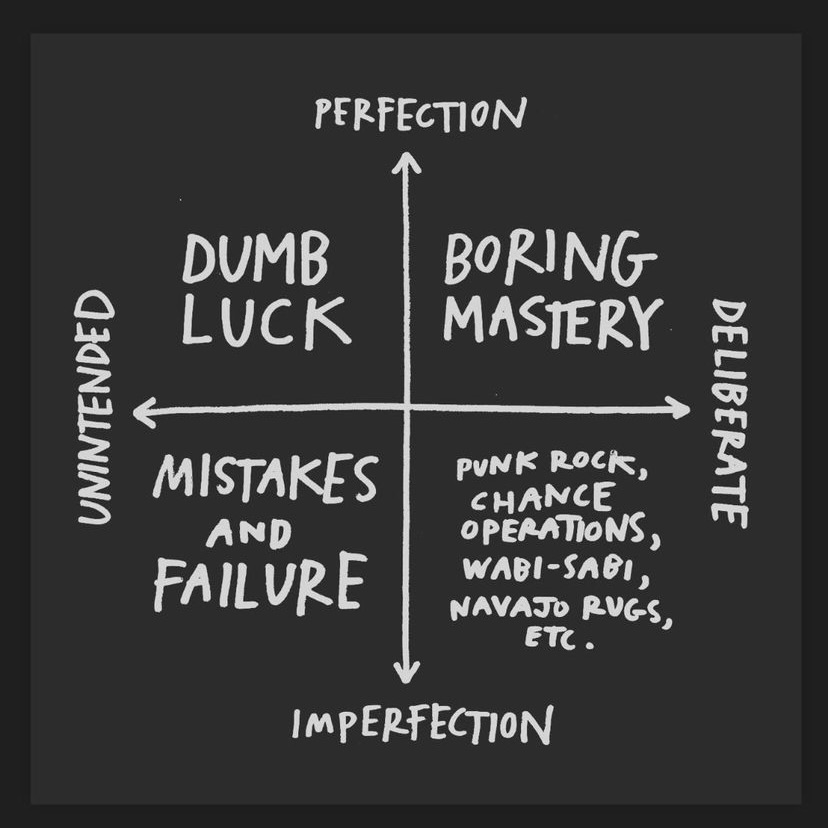 PERFECTION
DUMB
LUCK
BORING
MASTERY
UNINTENDED
DELIBERATE
MISTAKES
AND
FAILURE
PUNK ROCK,
CHANCE
OPERATIONS,
WABI-SABI,
NAVAJO RUGS,
ETC.
IMPERFECTION